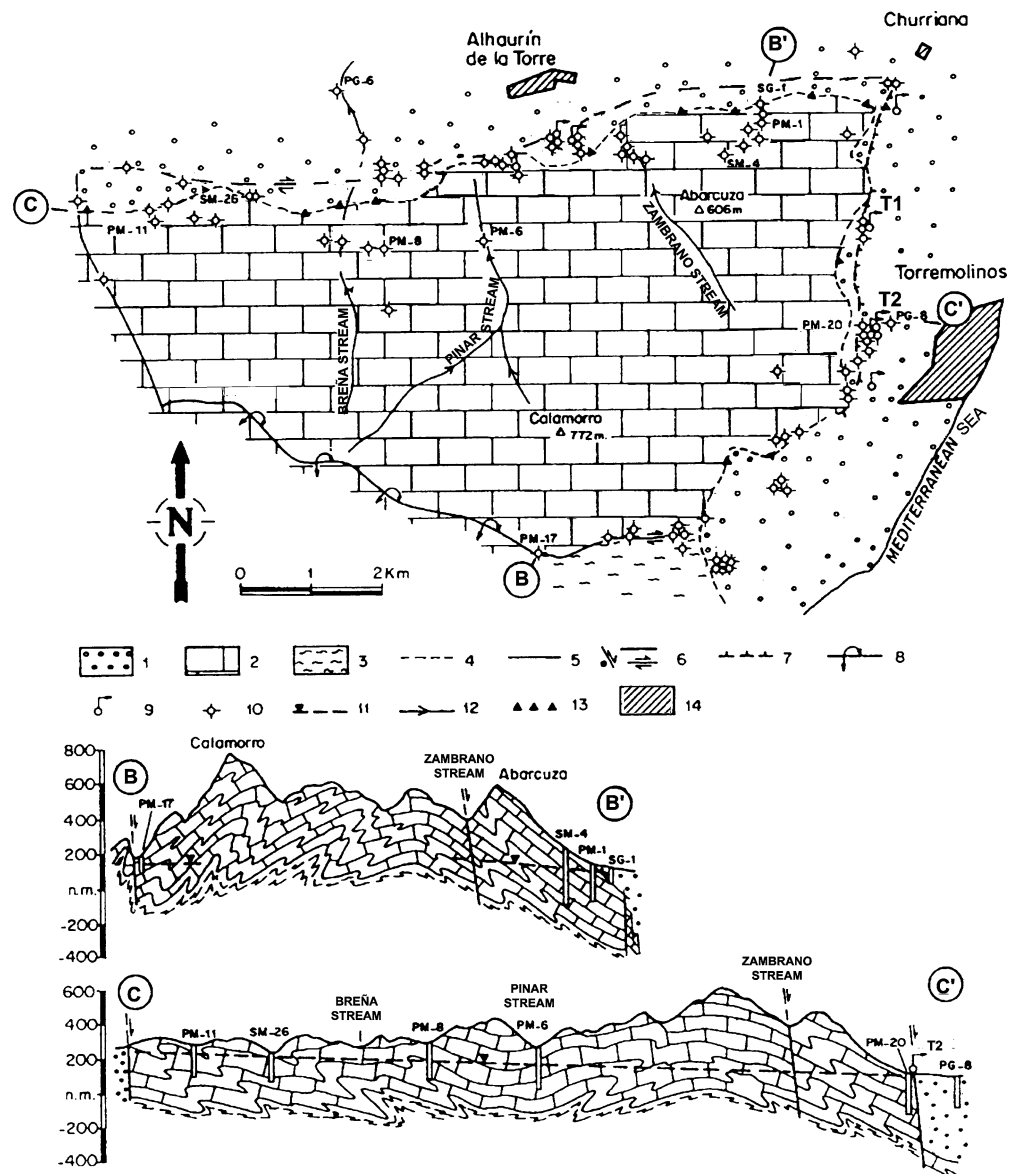 Churriana
Alhaurín
de la Torre
B'
PG-6
SG-1
PM-1
SM-4
SM-26
Abarcuza
△ 606m
C
T1
PM-11
PM-8
PM-6
ZAMBRANO STREAM
Torremolinos
T2
C'
PG-8
PM-20
BREÑA STREAM
PINAR STREAM
Calamorro
△ 772m.
MEDITERRANEAN SEA
N
PM-17
B
0 1 2 Km
1 2 3 4 5 6 7 8
9 10 11 12 13 14
Calamorro
800
B
ZAMBRANO
STREAM
Abarcuza
B'
600
PM-17
400
SM-4
PM-1
SG-1
200
n.m.
-200
-400
C
ZAMBRANO
STREAM
C'
600
BREÑA
STREAM
PINAR
STREAM
400
PM-11
SM-26
PM-8
PM-6
PM-20
T2
PG-8
200
n.m.
-200
-400